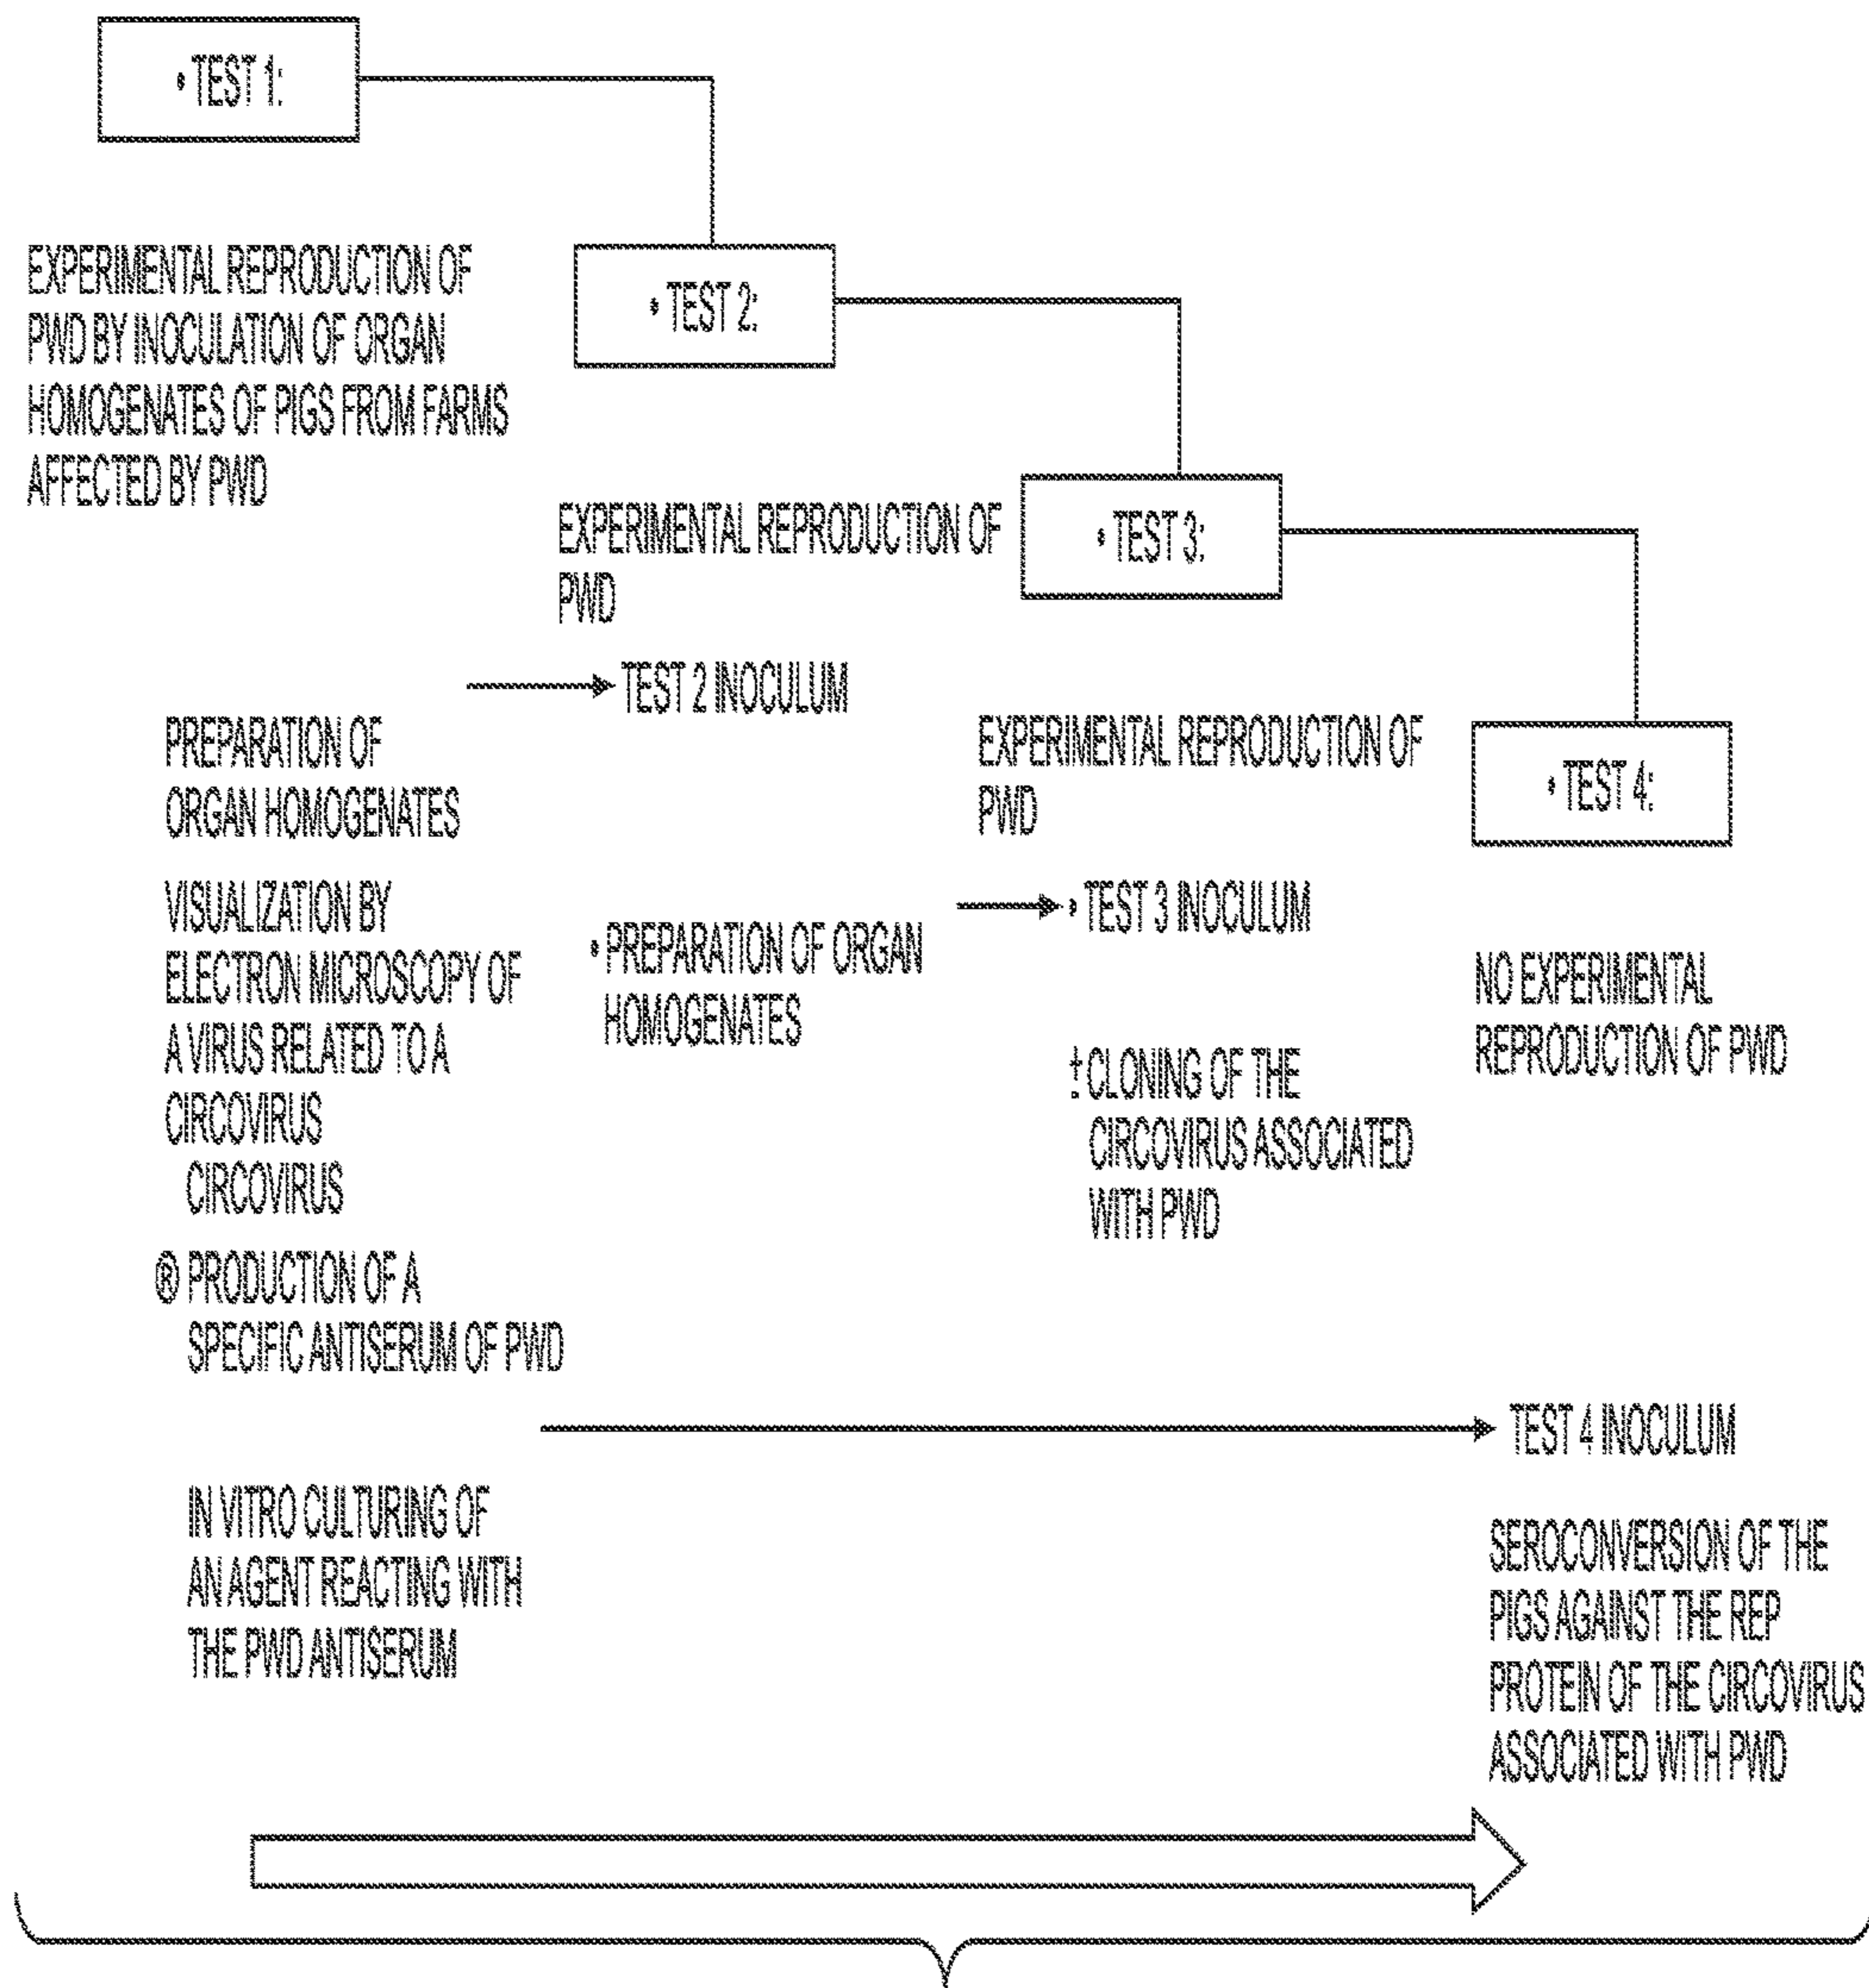 • TEST 1:
EXPERIMENTAL REPRODUCTION OF
PWD BY INOCULATION OF ORGAN
HOMOGENATES OF PIGS FROM FARMS
AFFECTED BY PWD
PREPARATION OF
ORGAN HOMOGENATES
VISUALIZATION BY
ELECTRON MICROSCOPY OF
A VIRUS RELATED TO A
CIRCOVIRUS
CIRCOVIRUS
® PRODUCTION OF A
SPECIFIC ANTISERUM OF PWD
IN VITRO CULTURING OF
AN AGENT REACTING WITH
THE PWD ANTISERUM
• TEST 2:
EXPERIMENTAL REPRODUCTION OF
PWD
TEST 2 INOCULUM
• PREPARATION OF ORGAN
HOMOGENATES
• TEST 3:
EXPERIMENTAL REPRODUCTION OF
PWD
• TEST 3 INOCULUM
† CLONING OF THE
CIRCOVIRUS ASSOCIATED
WITH PWD
• TEST 4:
NO EXPERIMENTAL
REPRODUCTION OF PWD
TEST 4 INOCULUM
SEROCONVERSION OF THE
PIGS AGAINST THE REP
PROTEIN OF THE CIRCOVIRUS
ASSOCIATED WITH PWD